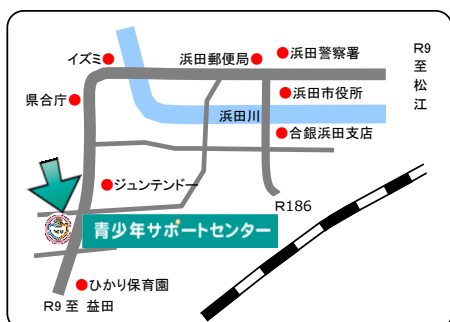 イズミ
浜田郵便局
浜田警察署
R9
至
松
江
県合庁
浜田市役所
浜田川
合銀浜田支店
ジュンテンドー
R186
青少年サポートセンター
ひかり保育園
R9 至 益田